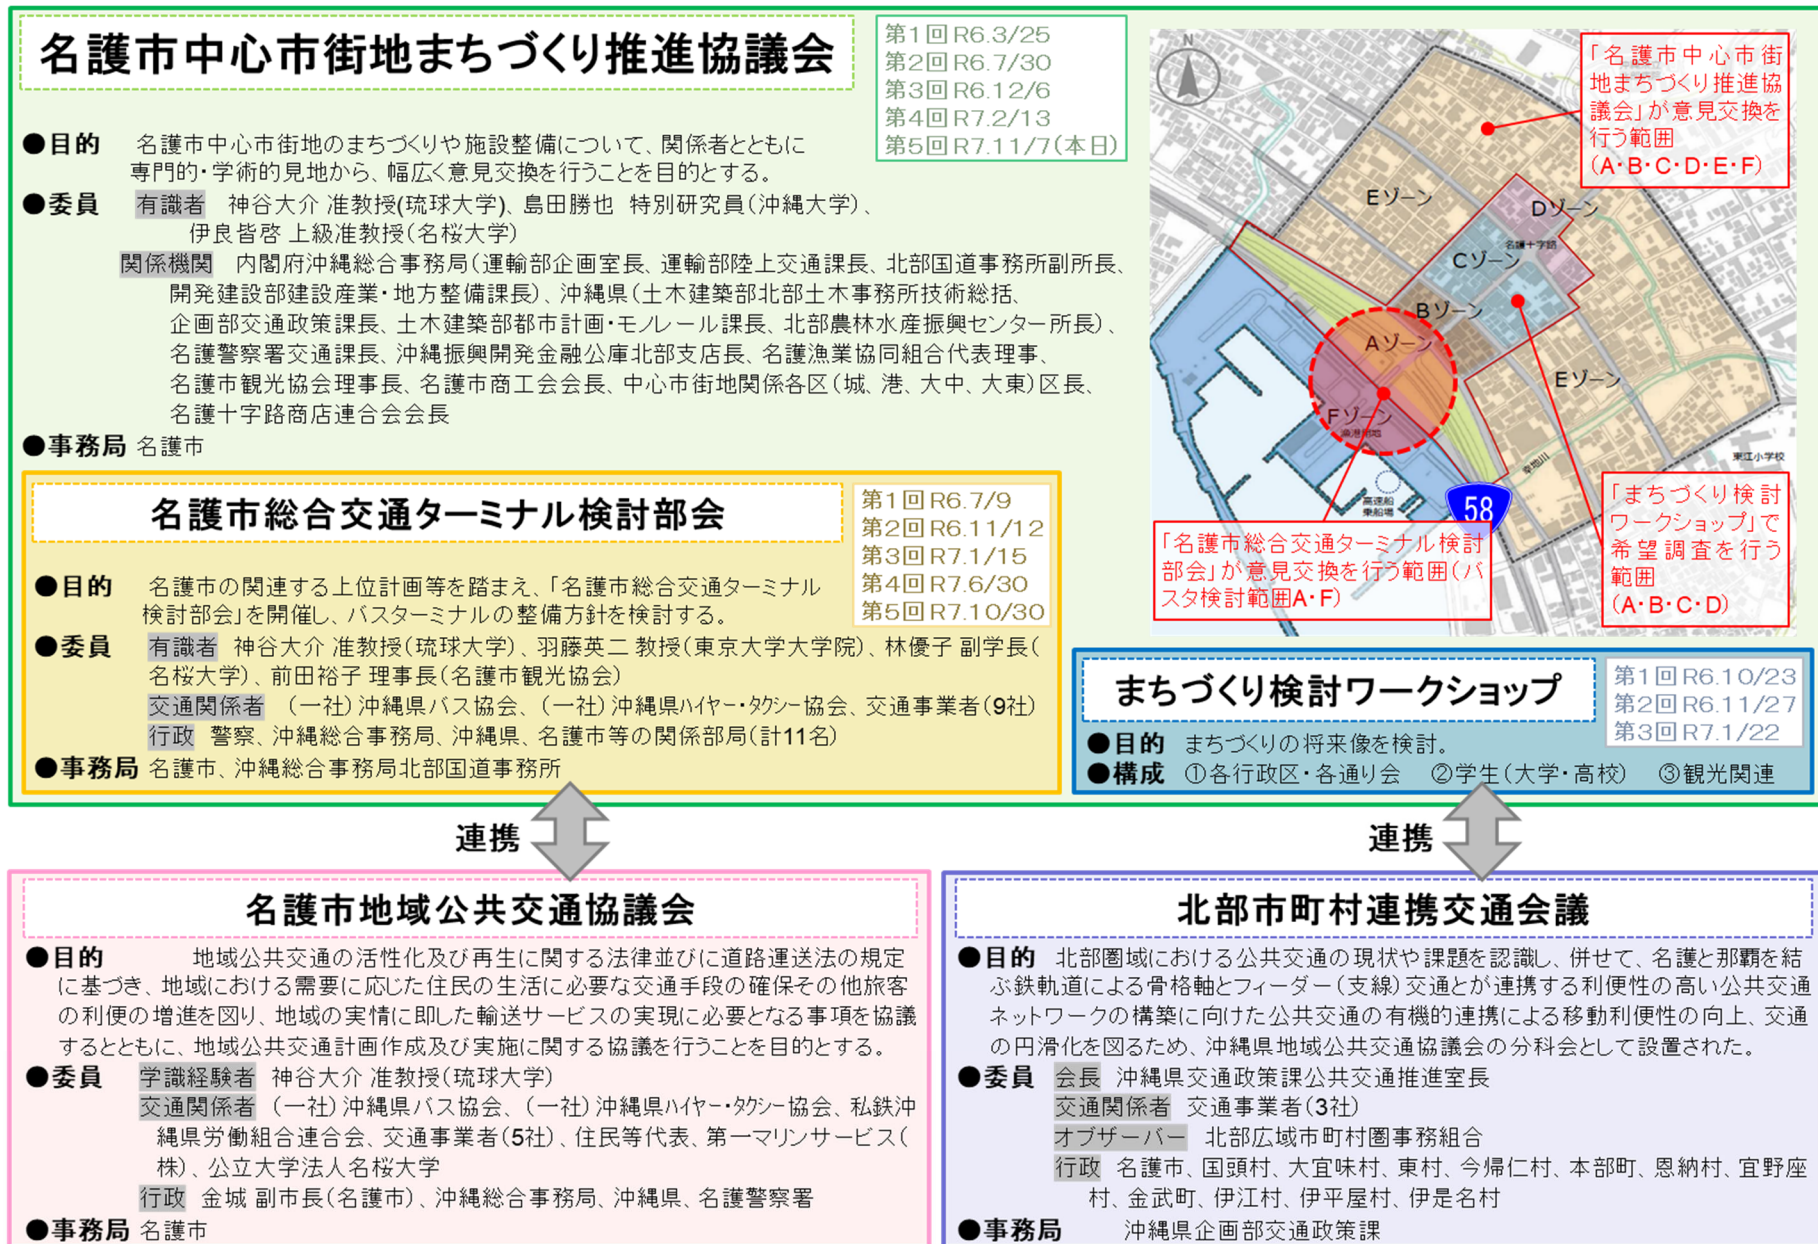 名護市中心市街地まちづくり推進協議会
第1回 R6.3/25
第2回 R6.7/30
第3回 R6.12/6
第4回 R7.2/13
第5回 R7.11/7(本日)
●目的 名護市中心市街地のまちづくりや施設整備について、関係者とともに
専門的・学術的見地から、幅広く意見交換を行うことを目的とする。
●委員 有識者 神谷大介 准教授(琉球大学)、島田勝也 特別研究員(沖縄大学)、
伊良皆啓 上級准教授(名桜大学)
関係機関 内閣府沖縄総合事務局(運輸部企画室長、運輸部陸上交通課長、北部国道事務所副所長、
開発建設部建設産業・地方整備課長)、沖縄県(土木建築部北部土木事務所技術総括、
企画部交通政策課長、土木建築部都市計画・モノレール課長、北部農林水産振興センター所長)、
名護警察署交通課長、沖縄振興開発金融公庫北部支店長、名護漁業協同組合代表理事、
名護市観光協会理事長、名護市商工会会長、中心市街地関係各区(城、港、大中、大東)区長、
名護十字路商店連合会会長
●事務局 名護市
N
「名護市中心市街
地まちづくり推進協
議会」が意見交換を
行う範囲
(A・B・C・D・E・F)
Eゾーン
Dゾーン
名護十字路
Cゾーン
Bゾーン
Aゾーン
Eゾーン
Fゾーン
漁港用地
幸地川
東江小学校
高速船
乗船場
58
「名護市総合交通ターミナル検討
部会」が意見交換を行う範囲(バ
スタ検討範囲A・F)
「まちづくり検討
ワークショップ」で
希望調査を行う
範囲
(A・B・C・D)
名護市総合交通ターミナル検討部会
第1回 R6.7/9
第2回 R6.11/12
第3回 R7.1/15
第4回 R7.6/30
第5回 R7.10/30
●目的 名護市の関連する上位計画等を踏まえ、「名護市総合交通ターミナル
検討部会」を開催し、バスターミナルの整備方針を検討する。
●委員 有識者 神谷大介 准教授(琉球大学)、羽藤英二 教授(東京大学大学院)、林優子 副学長(
名桜大学)、前田裕子 理事長(名護市観光協会)
交通関係者 (一社)沖縄県バス協会、(一社)沖縄県ハイヤー・タクシー協会、交通事業者(9社)
行政 警察、沖縄総合事務局、沖縄県、名護市等の関係部局(計11名)
●事務局 名護市、沖縄総合事務局北部国道事務所
まちづくり検討ワークショップ
第1回 R6.10/23
第2回 R6.11/27
第3回 R7.1/22
●目的 まちづくりの将来像を検討。
●構成 ①各行政区・各通り会 ②学生(大学・高校) ③観光関連
連携
連携
名護市地域公共交通協議会
●目的 地域公共交通の活性化及び再生に関する法律並びに道路運送法の規定
に基づき、地域における需要に応じた住民の生活に必要な交通手段の確保その他旅客
の利便の増進を図り、地域の実情に即した輸送サービスの実現に必要となる事項を協議
するとともに、地域公共交通計画作成及び実施に関する協議を行うことを目的とする。
●委員 学識経験者 神谷大介 准教授(琉球大学)
交通関係者 (一社)沖縄県バス協会、(一社)沖縄県ハイヤー・タクシー協会、私鉄沖
縄県労働組合連合会、交通事業者(5社)、住民等代表、第一マリンサービス(
株)、公立大学法人名桜大学
行政 金城 副市長(名護市)、沖縄総合事務局、沖縄県、名護警察署
●事務局 名護市
北部市町村連携交通会議
●目的 北部圏域における公共交通の現状や課題を認識し、併せて、名護と那覇を結
ぶ鉄軌道による骨格軸とフィーダー(支線)交通とが連携する利便性の高い公共交通
ネットワークの構築に向けた公共交通の有機的連携による移動利便性の向上、交通
の円滑化を図るため、沖縄県地域公共交通協議会の分科会として設置された。
●委員 会長 沖縄県交通政策課公共交通推進室長
交通関係者 交通事業者(3社)
オブザーバー 北部広域市町村圏事務組合
行政 名護市、国頭村、大宜味村、東村、今帰仁村、本部町、恩納村、宜野座
村、金武町、伊江村、伊平屋村、伊是名村
●事務局 沖縄県企画部交通政策課